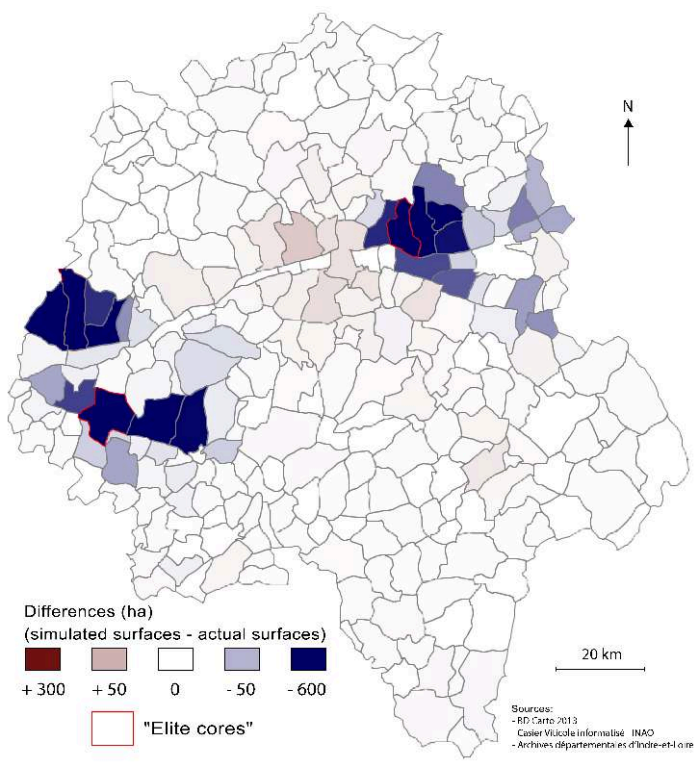 N
Differences (ha)
(simulated surfaces - actual surfaces)
+ 300 + 50 0 - 50 - 600
"Elite cores"
20 km
Sources:
- BD Carto 2013
Casier Viticole informatisé INAO
- Archives départementales d'Indre-et-Loire